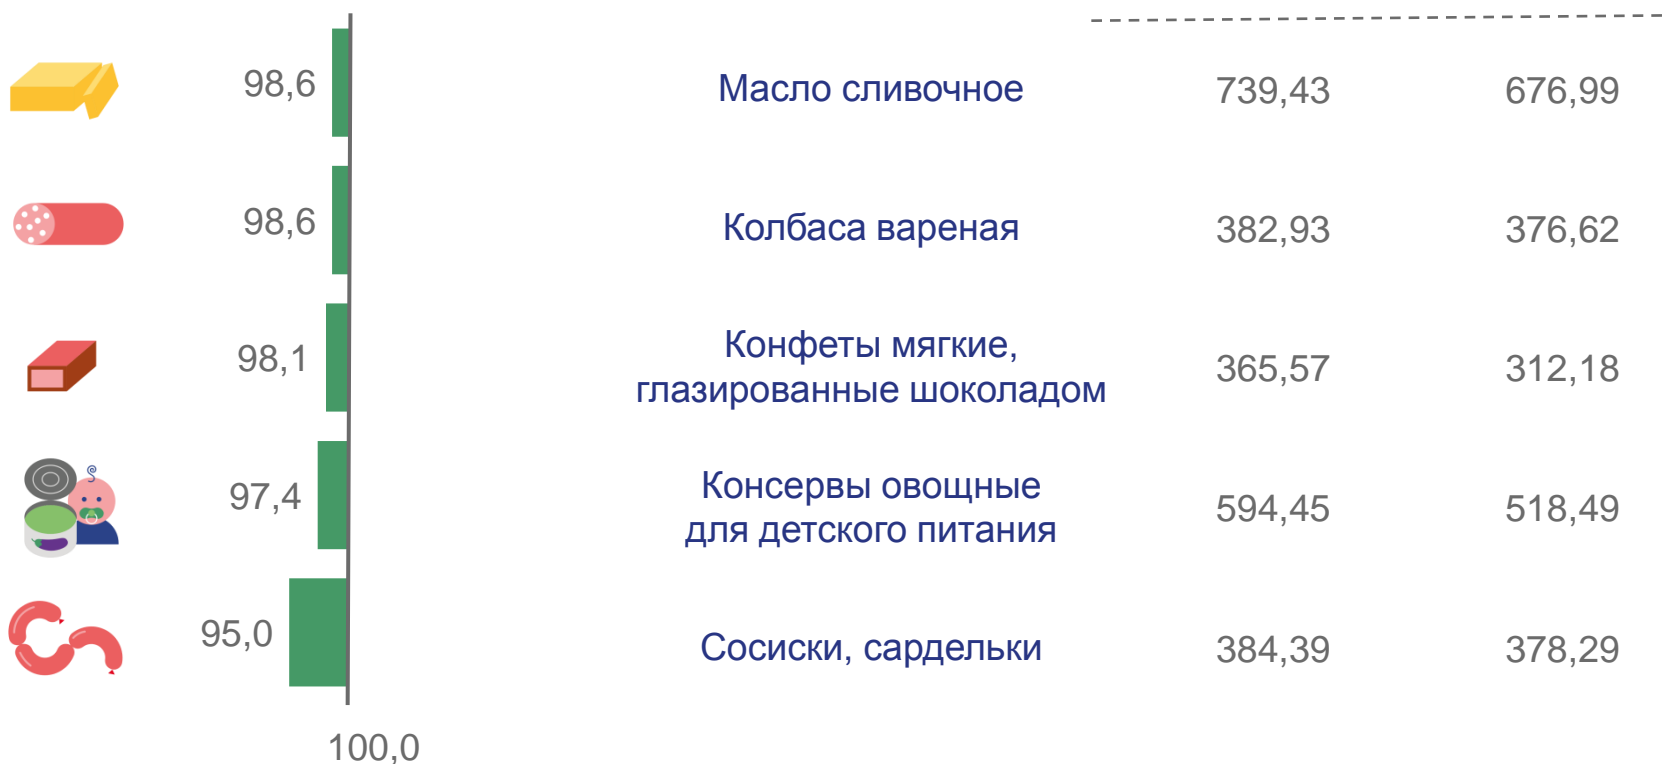 98,6 Масло сливочное 739,43 676,99
98,6 Колбаса вареная 382,93 376,62
98,1 Конфеты мягкие,
глазированные шоколадом 365,57 312,18
97,4 Консервы овощные
для детского питания 594,45 518,49
95,0 Сосиски, сардельки 384,39 378,29
100,0